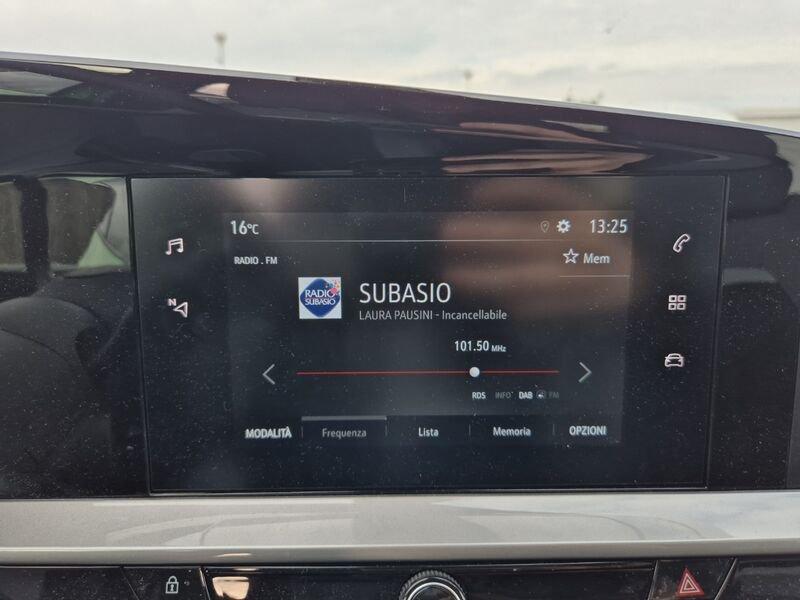 16°C 13:25
RADIO . FM Mem
RADIO
SUBASIO
SUBASIO
LAURA PAUSINI - Incancellabile
N
101.50 MHz
RDS INFO DAB FM
MODALITÀ Frequenza Lista Memoria OPZIONI